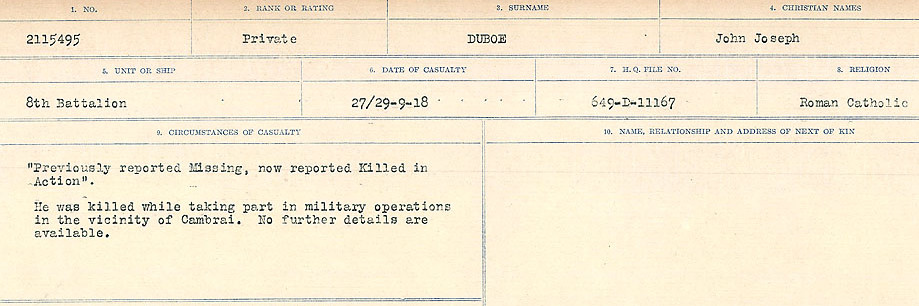 1. NO. 2. RANK OR RATING 3. SURNAME 4. CHRISTIAN NAMES
2115495 Private DUBOE John Joseph
5. UNIT OR SHIP 6. DATE OF CASUALTY 7. H.Q. FILE NO. 8. RELIGION
8th Battalion 27/29-9-18 649-D-11167 Roman Catholic
9. CIRCUMSTANCES OF CASUALTY 10. NAME, RELATIONSHIP AND ADDRESS OF NEXT OF KIN
"Previously reported Missing, now reported Killed in
Action".
He was killed while taking part in military operations
in the vicinity of Cambrai. No further details are
available.